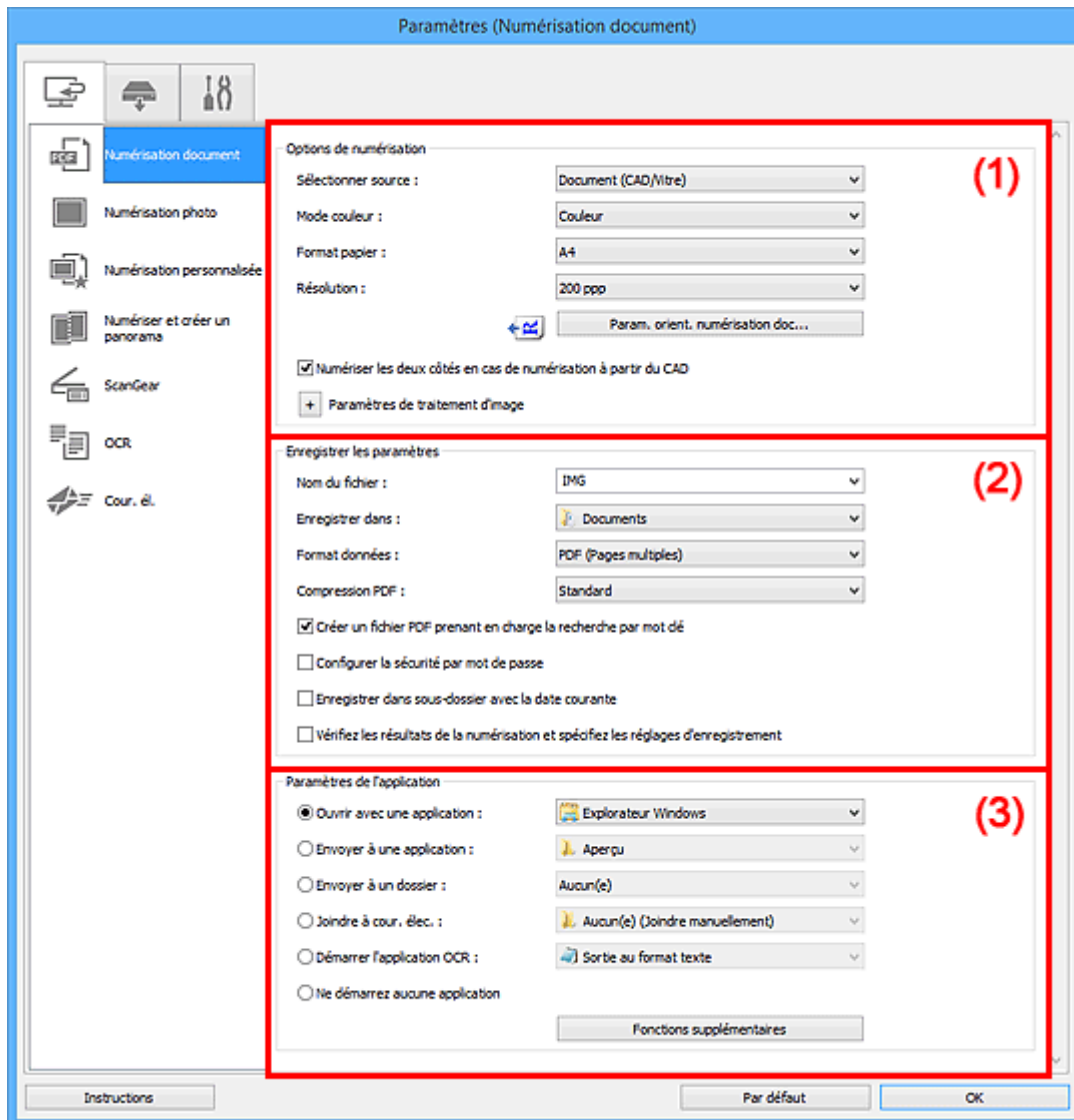 Paramètres (Numérisation document)
Numérisation document
Numérisation photo
Numérisation personnalisée
Numériser et créer un
panorama
ScanGear
OCR
Cour. él.
Options de numérisation
(1)
Sélectionner source : Document (CAD/Vitre)
Mode couleur : Couleur
Format papier : A4
Résolution : 200 ppp
Param. orient. numérisation doc...
Numériser les deux côtés en cas de numérisation à partir du CAD
+ Paramètres de traitement d'image
Enregistrer les paramètres
(2)
Nom du fichier : IMG
Enregistrer dans : Documents
Format données : PDF (Pages multiples)
Compression PDF : Standard
Créer un fichier PDF prenant en charge la recherche par mot clé
Configurer la sécurité par mot de passe
Enregistrer dans sous-dossier avec la date courante
Vérifiez les résultats de la numérisation et spécifiez les réglages d'enregistrement
Paramètres de l'application
(3)
Ouvrir avec une application : Explorateur Windows
Envoyer à une application : Aperçu
Envoyer à un dossier : Aucun(e)
Joindre à cour. élec. : Aucun(e) (Joindre manuellement)
Démarrer l'application OCR : Sortie au format texte
Ne démarrez aucune application
Fonctions supplémentaires
Instructions
Par défaut
OK
PDF
R